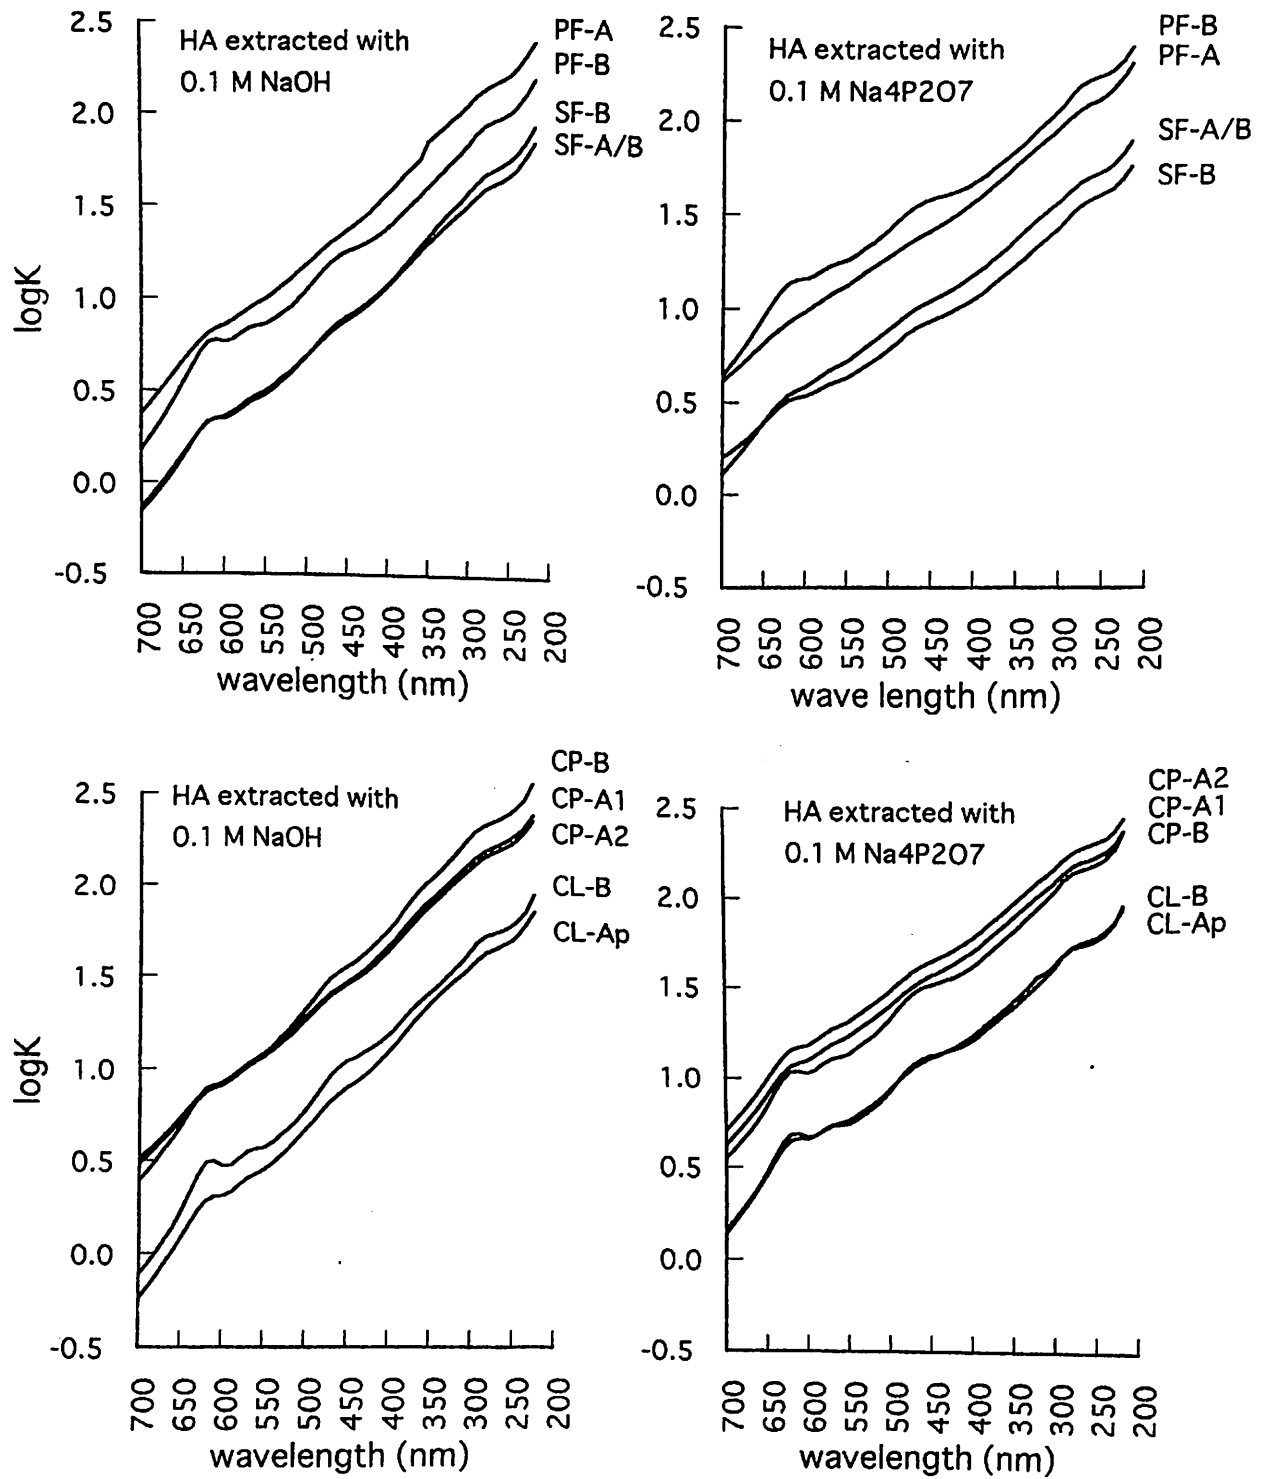 HA extracted with
0.1 M NaOH
PF-A
PF-B
SF-B
SF-A/B
2.5
2.0
1.5
1.0
0.5
0.0
-0.5
logK
700 650 600 550 500 450 400 350 300 250 200
wavelength (nm)
HA extracted with
0.1 M Na4P2O7
PF-B
PF-A
SF-A/B
SF-B
2.5
2.0
1.5
1.0
0.5
0.0
-0.5
700 650 600 550 500 450 400 350 300 250 200
wave length (nm)
HA extracted with
0.1 M NaOH
CP-B
CP-A1
CP-A2
CL-B
CL-Ap
2.5
2.0
1.5
1.0
0.5
0.0
-0.5
logK
700 650 600 550 500 450 400 350 300 250 200
wavelength (nm)
HA extracted with
0.1 M Na4P2O7
CP-A2
CP-A1
CP-B
CL-B
CL-Ap
2.5
2.0
1.5
1.0
0.5
0.0
-0.5
700 650 600 550 500 450 400 350 300 250 200
wavelength (nm)